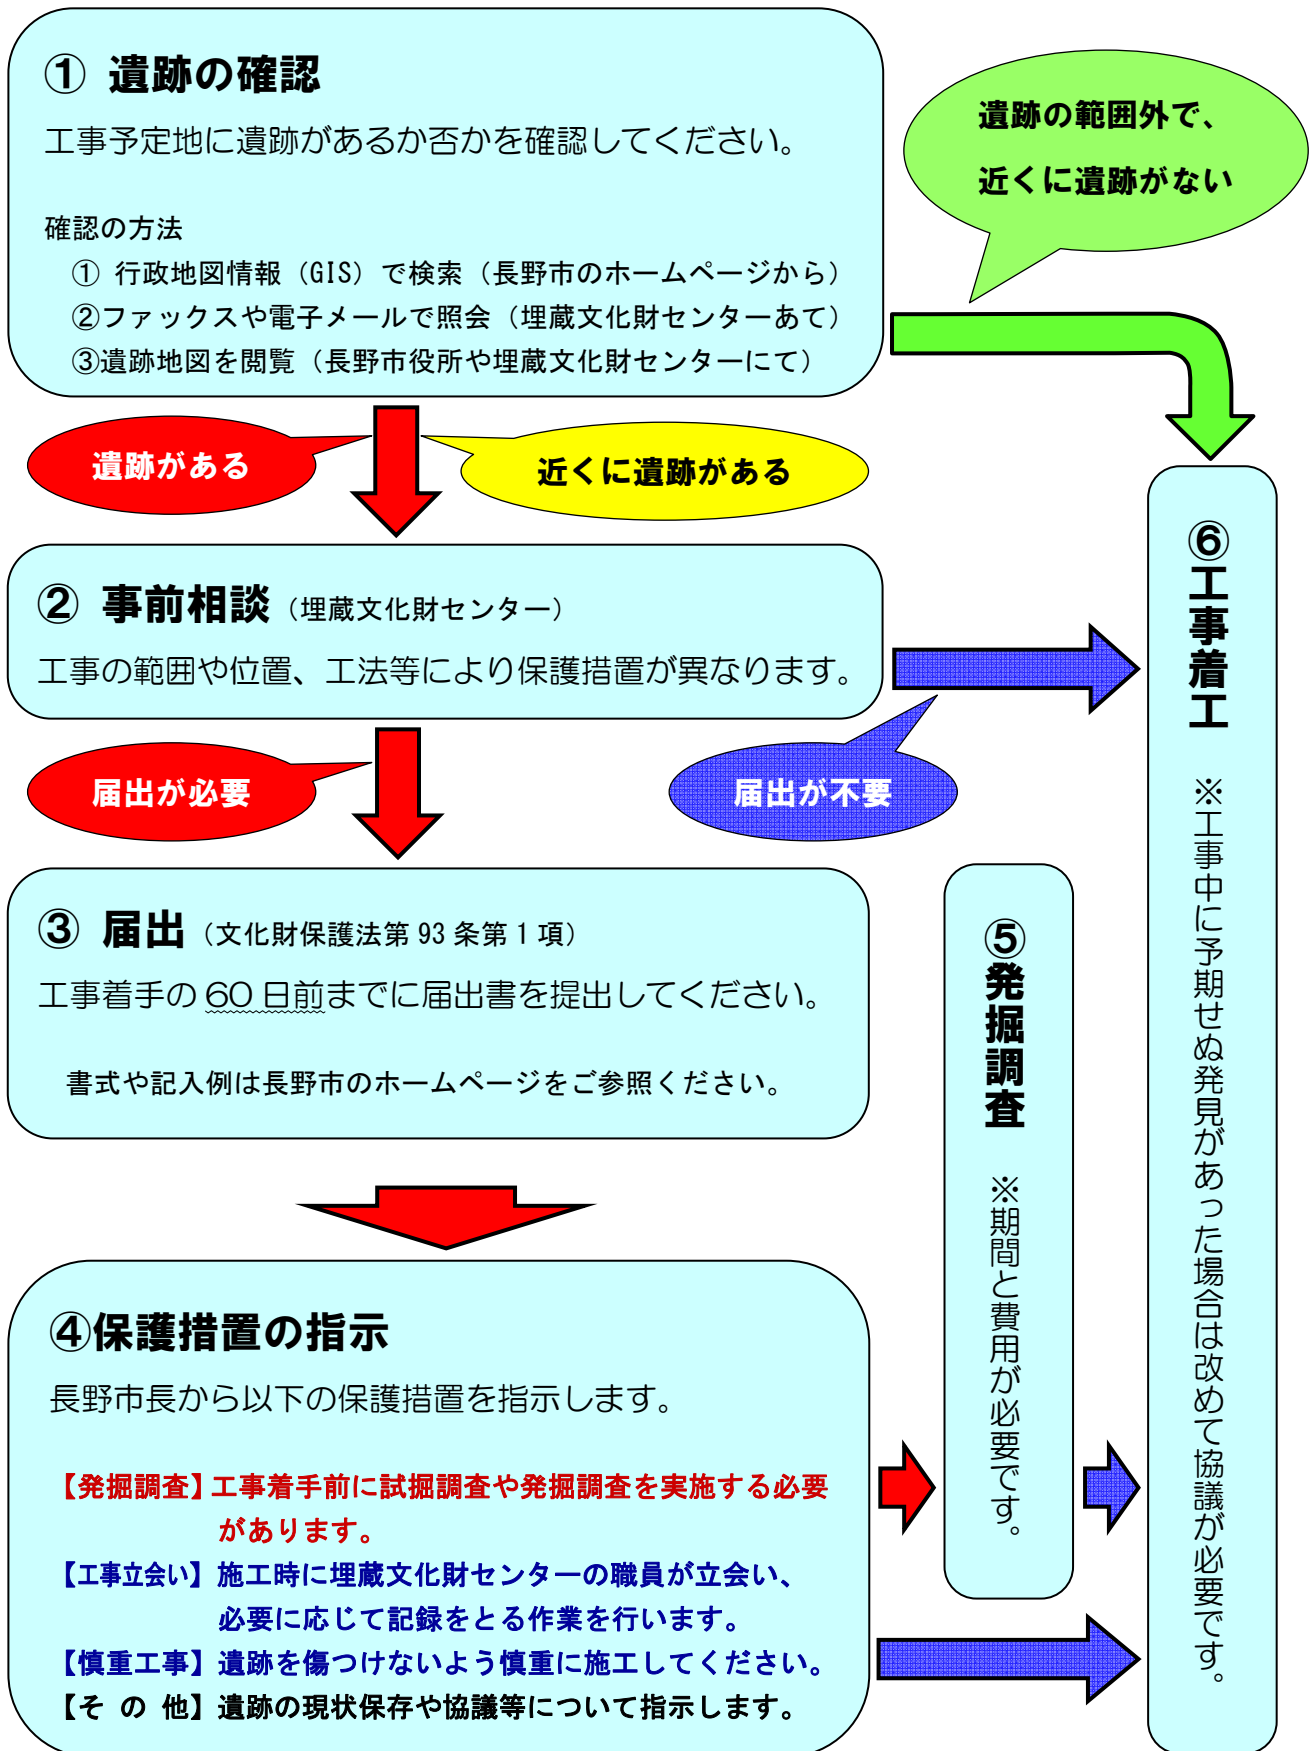 ① 遺跡の確認
工事予定地に遺跡があるか否かを確認してください。
確認の方法
① 行政地図情報（GIS）で検索（長野市のホームページから）
②ファックスや電子メールで照会（埋蔵文化財センターあて）
③遺跡地図を閲覧（長野市役所や埋蔵文化財センターにて）
遺跡の範囲外で、
近くに遺跡がない
遺跡がある
近くに遺跡がある
② 事前相談（埋蔵文化財センター）
工事の範囲や位置、工法等により保護措置が異なります。
届出が必要
届出が不要
③ 届出（文化財保護法第 93 条第 1 項）
工事着手の 60 日前までに届出書を提出してください。
書式や記入例は長野市のホームページをご参照ください。
④保護措置の指示
長野市長から以下の保護措置を指示します。
【発掘調査】工事着手前に試掘調査や発掘調査を実施する必要
があります。
【工事立会い】施工時に埋蔵文化財センターの職員が立会い、
必要に応じて記録をとる作業を行います。
【慎重工事】遺跡を傷つけないよう慎重に施工してください。
【そ の 他】遺跡の現状保存や協議等について指示します。
⑤発掘調査 ※期間と費用が必要です。
⑥工事着工 ※工事中に予期せぬ発見があった場合は改めて協議が必要です。